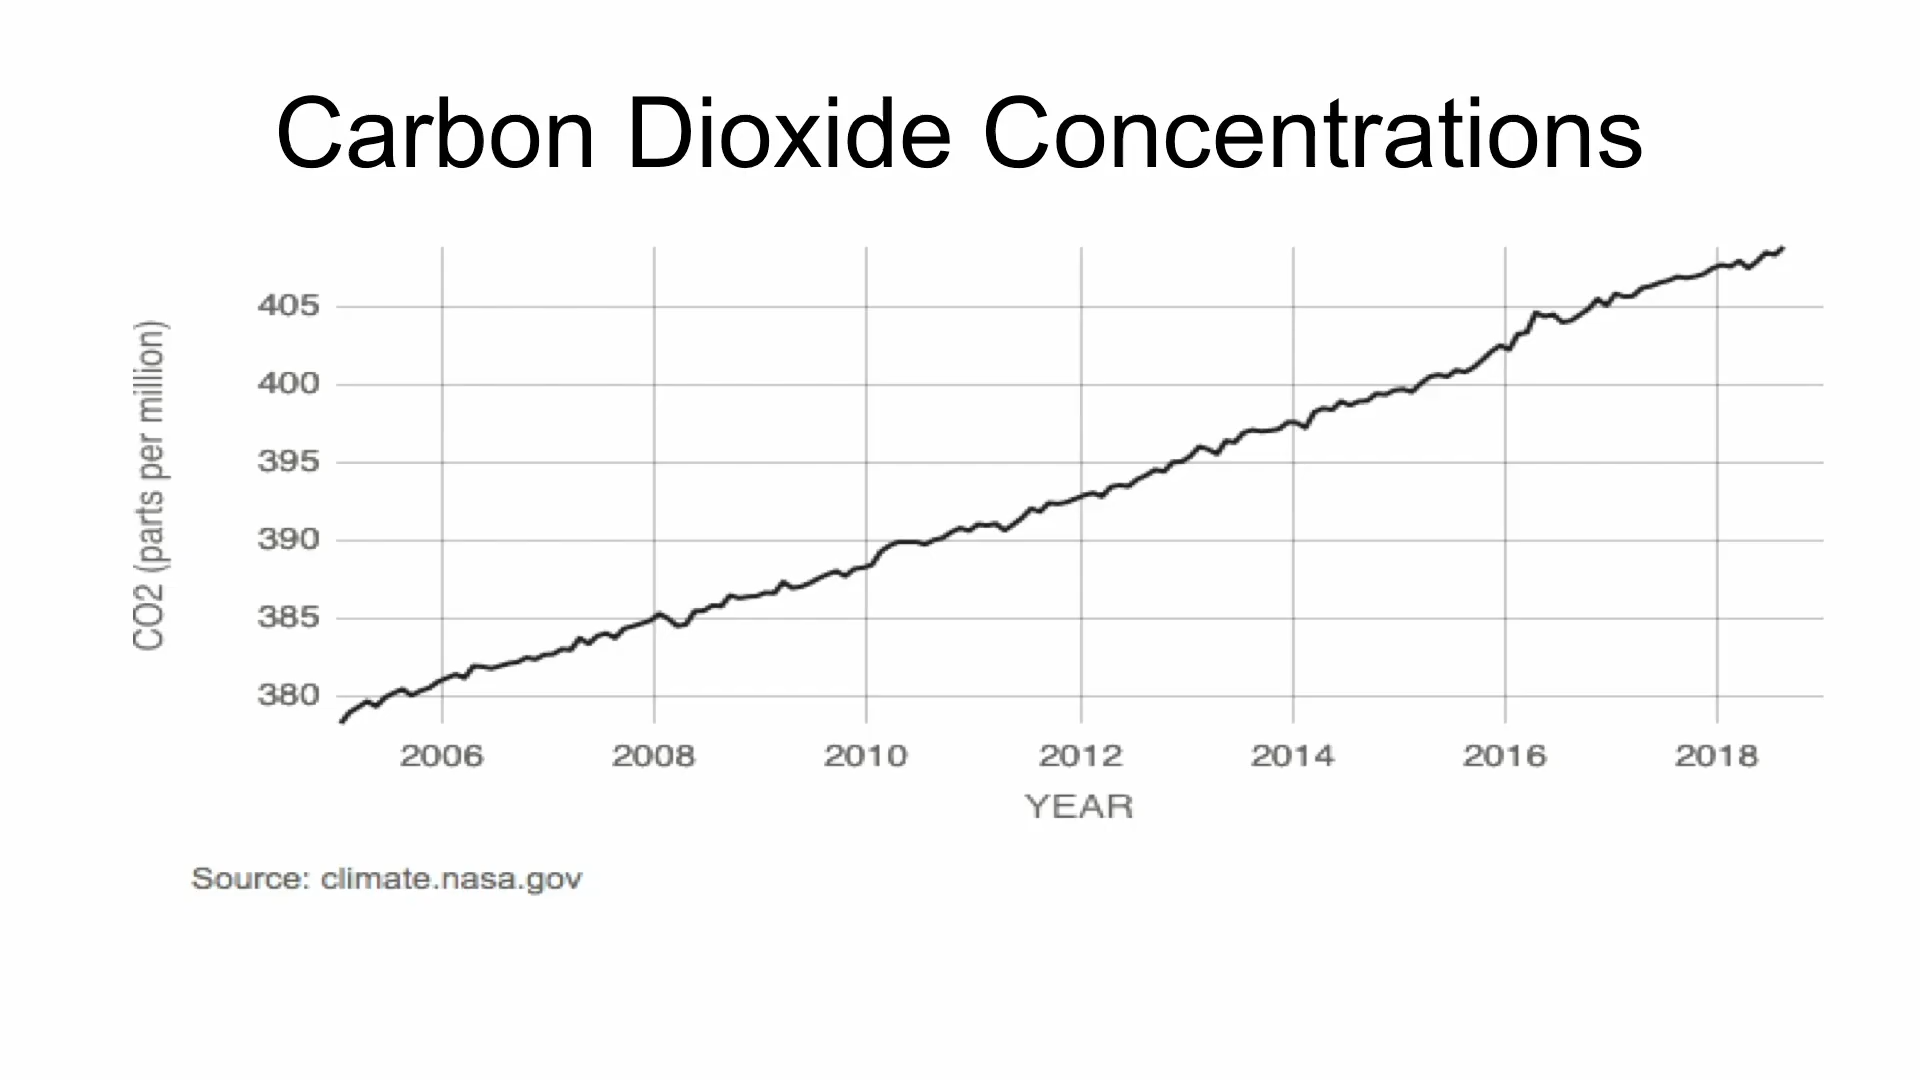 Carbon Dioxide Concentrations
CO2 (parts per million)
405
400
395
390
385
380
2006 2008 2010 2012 2014 2016 2018
YEAR
Source: climate.nasa.gov